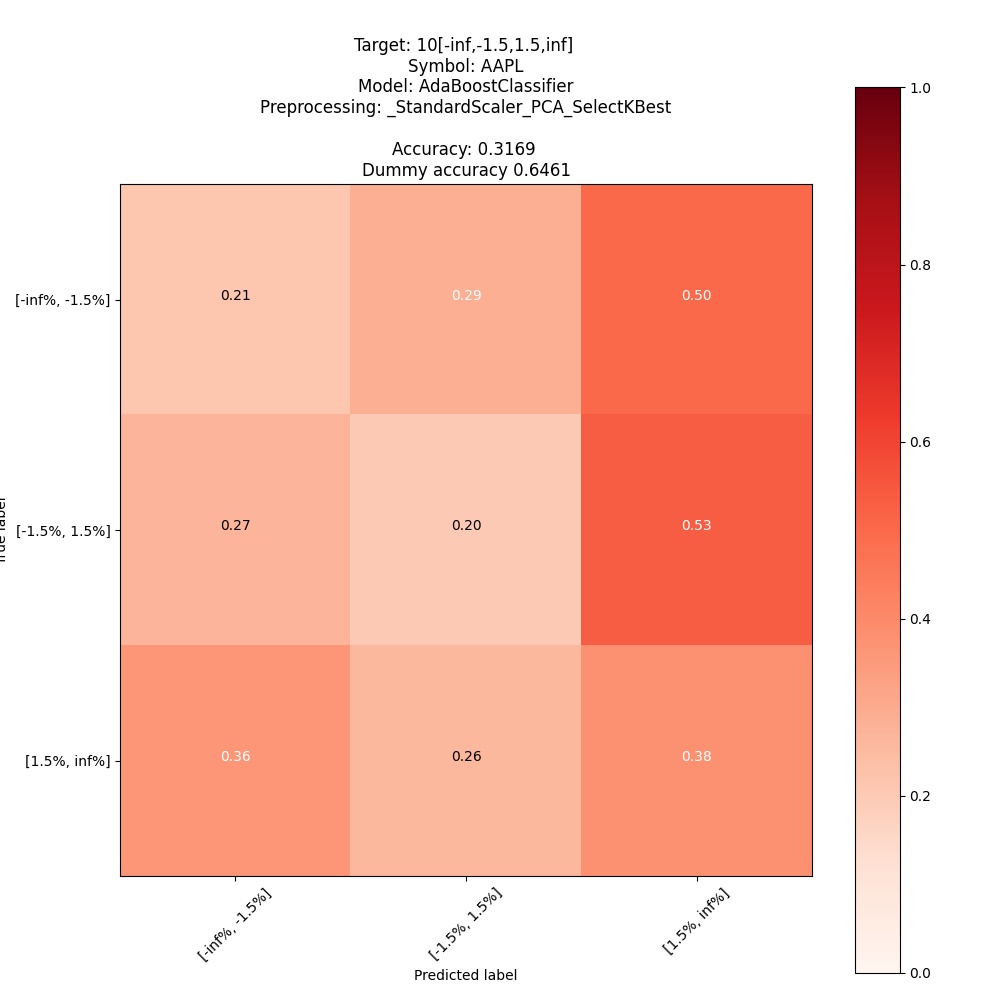 Target: 10[-inf,-1.5,1.5,inf]
Symbol: AAPL
Model: AdaBoostClassifier
Preprocessing: _StandardScaler_PCA_SelectKBest
Accuracy: 0.3169
Dummy accuracy 0.6461
1.0
0.8
0.6
0.4
0.2
0.0
[-inf%, -1.5%]
0.21
0.29
0.50
[-1.5%, 1.5%]
0.27
0.20
0.53
[1.5%, inf%]
0.36
0.26
0.38
[-inf%, -1.5%]
[-1.5%, 1.5%]
[1.5%, inf%]
Predicted label